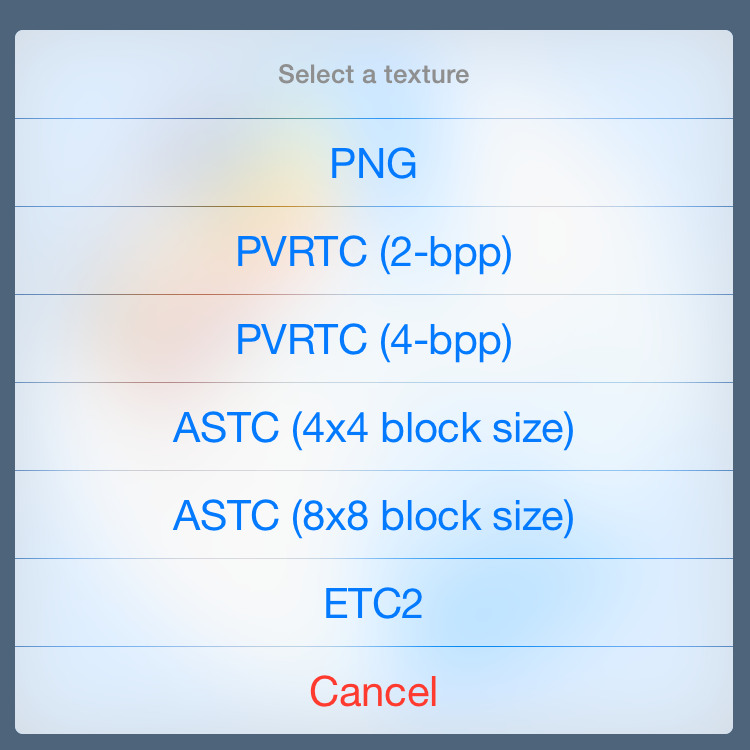 Select a texture
PNG
PVRTC (2-bpp)
PVRTC (4-bpp)
ASTC (4x4 block size)
ASTC (8x8 block size)
ETC2
Cancel